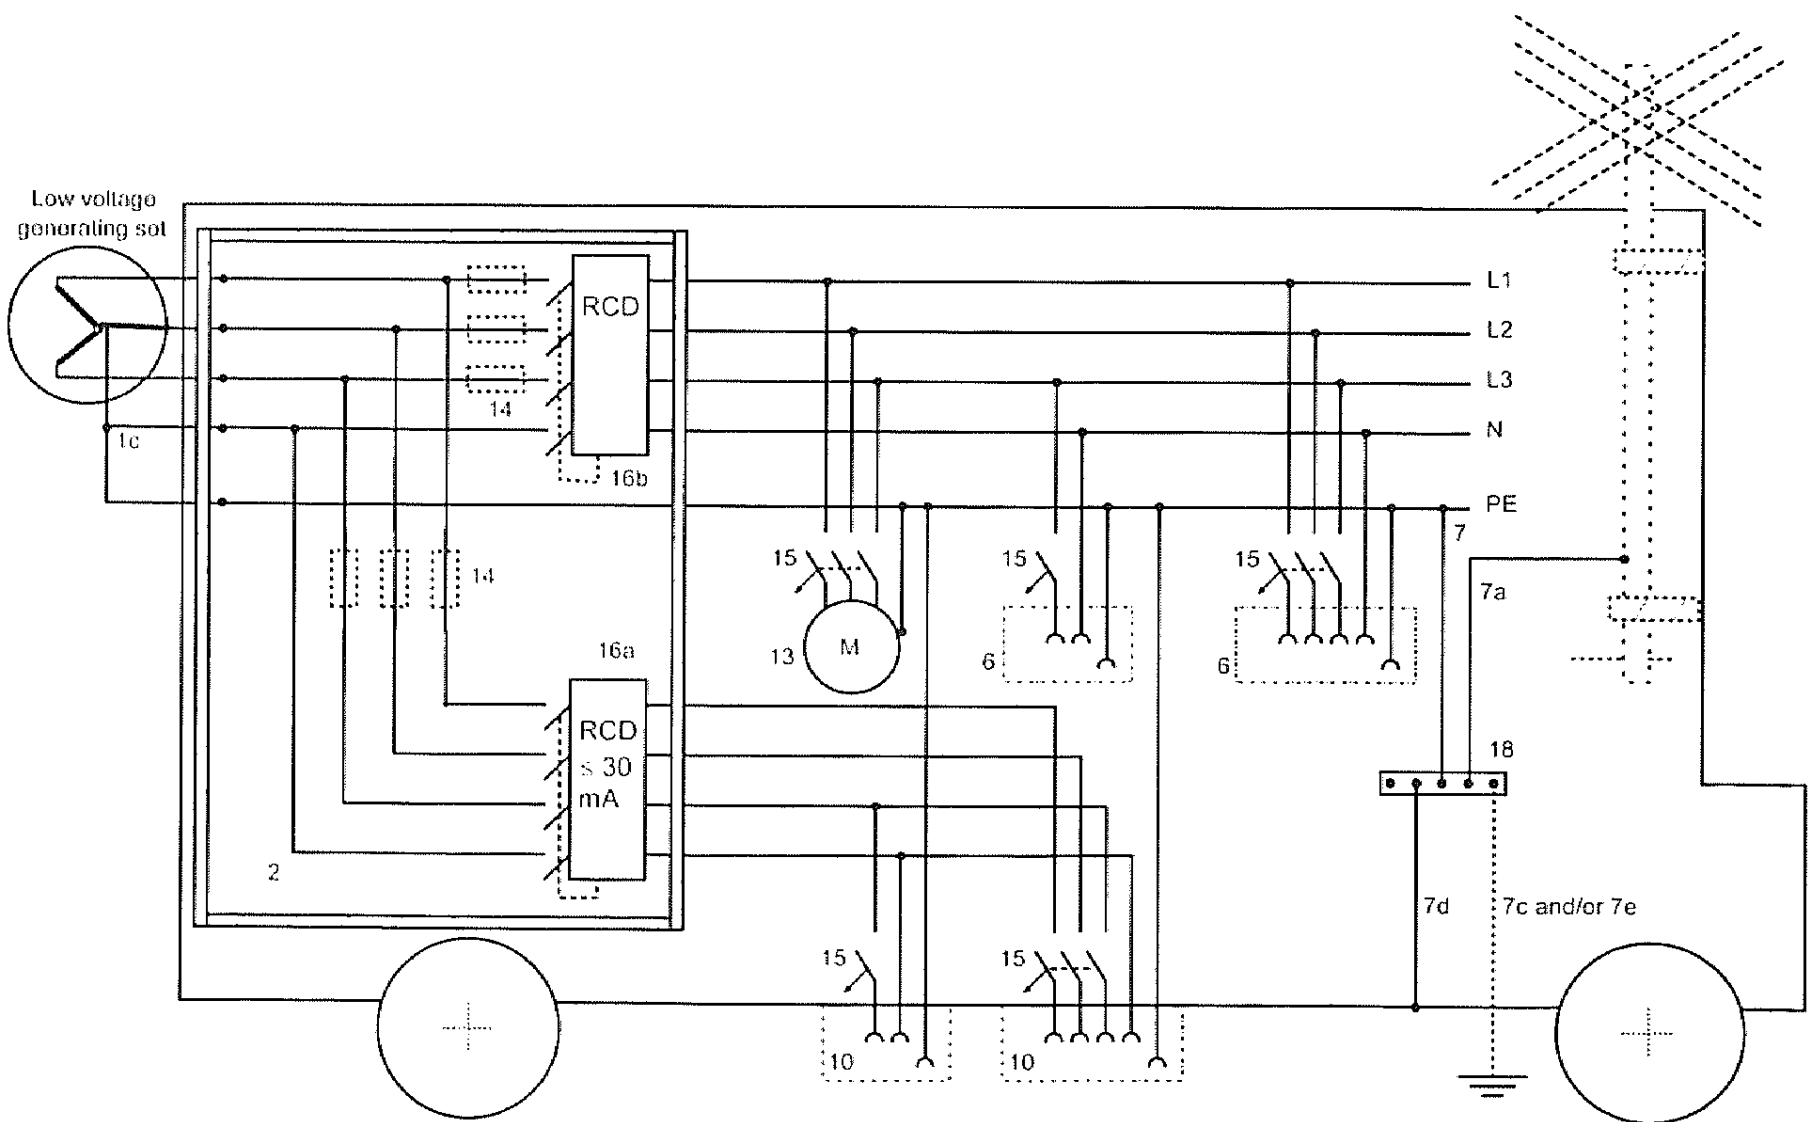 Low voltage
generating set
RCD
L1
L2
L3
N
PE
14
1c
16b
7
15
15
15
14
7a
16a
13
M
6
6
RCD
≤ 30
mA
18
2
7d
7c and/or 7e
15
15
10
10